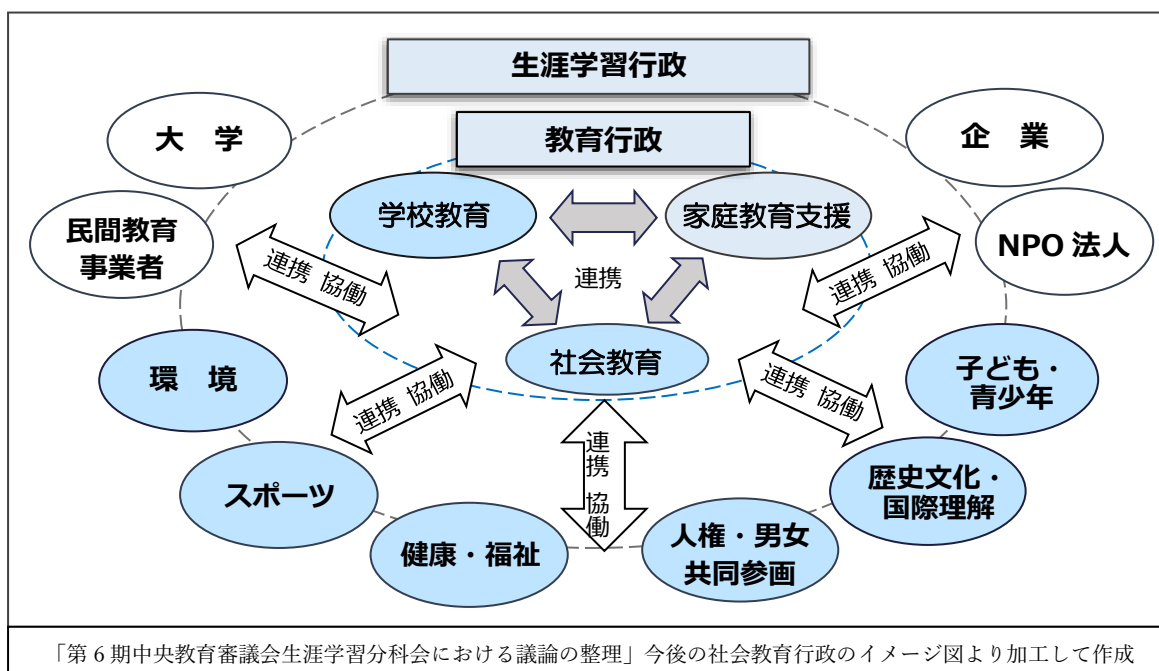 生涯学習行政
教育行政
大　学
企　業
学校教育
家庭教育支援
民間教育
事業者
NPO 法人
連携 協働
連携
連携 協働
社会教育
環　境
子ども・
青少年
連携 協働
連携 協働
連携 協働
スポーツ
歴史文化・
国際理解
健康・福祉
人権・男女
共同参画
「第 6 期中央教育審議会生涯学習分科会における議論の整理」今後の社会教育行政のイメージ図より加工して作成